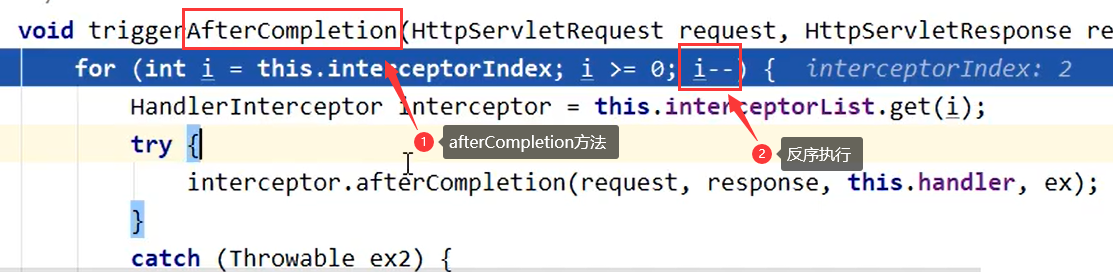 void triggerAfterCompletion(HttpServletRequest request, HttpServletResponse re
for (int i = this.interceptorIndex; i >= 0; i--) { interceptorIndex: 2
HandlerInterceptor interceptor = this.interceptorList.get(i);
try {
1 afterCompletion方法
2 反序执行
interceptor.afterCompletion(request, response, this.handler, ex);
}
catch (Throwable ex2) {